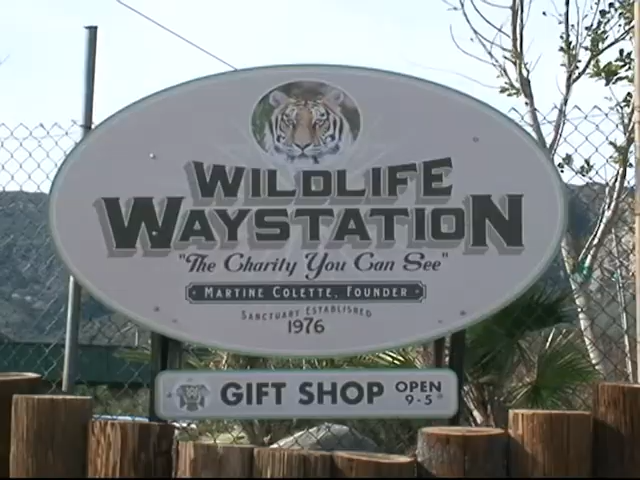 WILDLIFE
WAYSTATION
"The Charity You Can See"
MARTINE COLETTE, FOUNDER
SANCTUARY ESTABLISHED
1976
GIFT SHOP OPEN
9-5